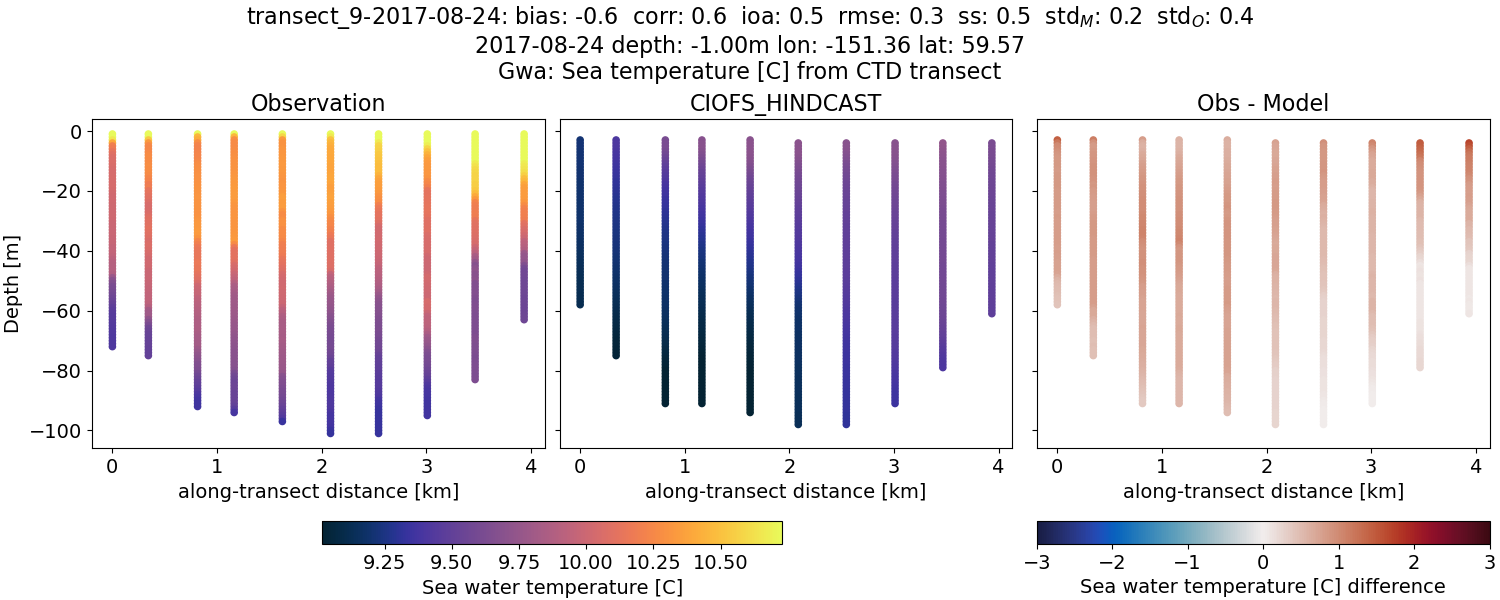 transect_9-2017-08-24: bias: -0.6  corr: 0.6  ioa: 0.5  rmse: 0.3  ss: 0.5  std_M: 0.2  std_O: 0.4
2017-08-24 depth: -1.00m lon: -151.36 lat: 59.57
Gwa: Sea temperature [C] from CTD transect
Observation
CIOFS_HINDCAST
Obs - Model
Depth [m]
0
−20
−40
−60
−80
−100
0 1 2 3 4
along-transect distance [km]
0 1 2 3 4
along-transect distance [km]
0 1 2 3 4
along-transect distance [km]
9.25 9.50 9.75 10.00 10.25 10.50
Sea water temperature [C]
−3 −2 −1 0 1 2 3
Sea water temperature [C] difference